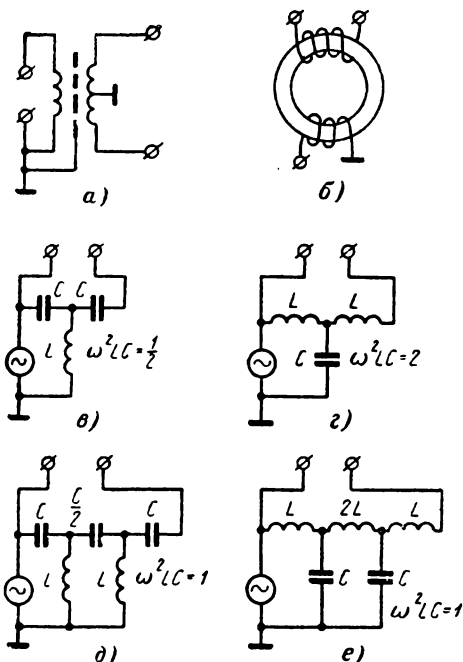 а)
б)
C C
L ω²LC=1/2
в)
L L
C ω²LC=2
г)
C C/2 C
L L ω²LC=1
д)
L 2L L
C C
ω²LC=1
е)